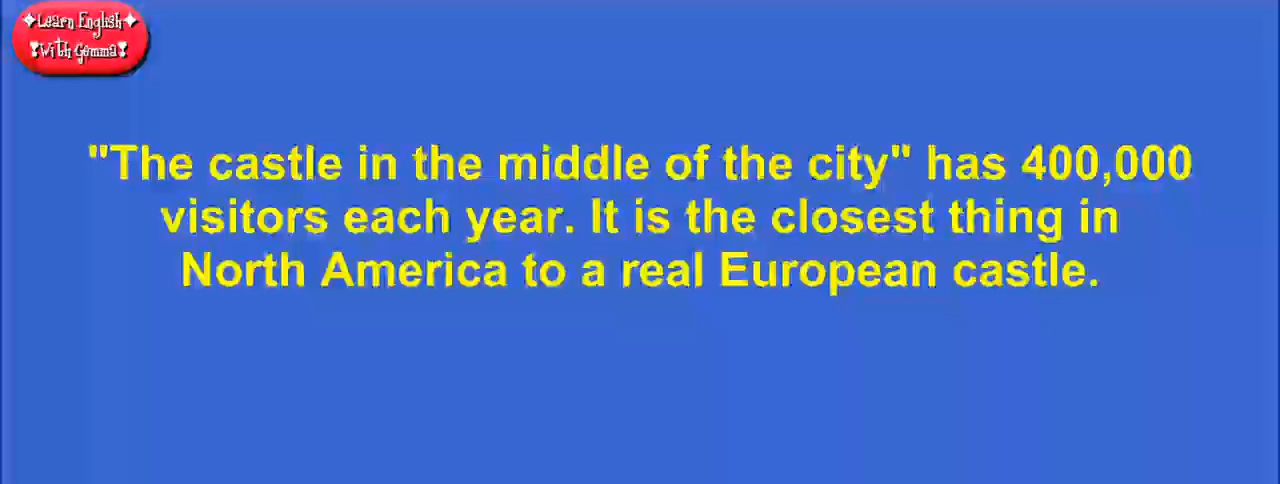 Learn English
With Gemma
"The castle in the middle of the city" has 400,000
visitors each year. It is the closest thing in
North America to a real European castle.